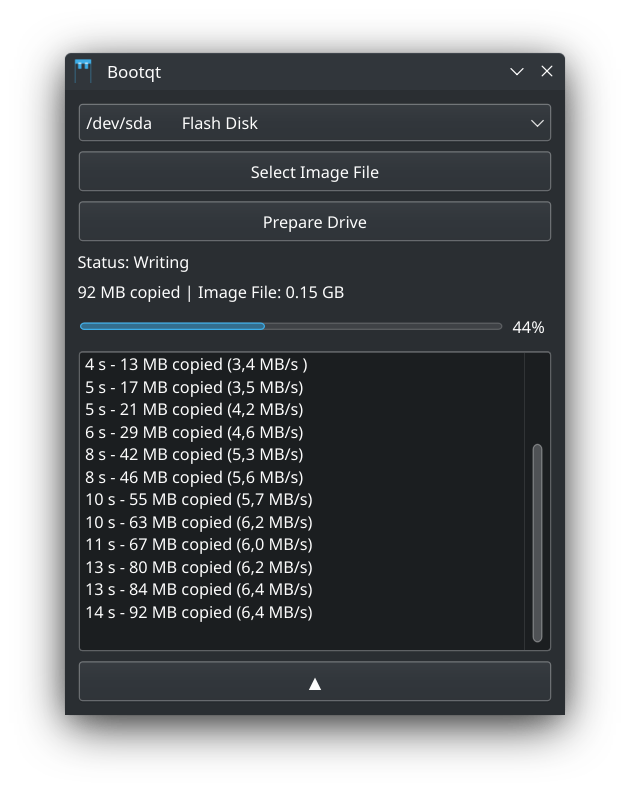 Bootqt
/dev/sda Flash Disk
Select Image File
Prepare Drive
Status: Writing
92 MB copied | Image File: 0.15 GB
44%
4 s - 13 MB copied (3,4 MB/s )
5 s - 17 MB copied (3,5 MB/s)
5 s - 21 MB copied (4,2 MB/s)
6 s - 29 MB copied (4,6 MB/s)
8 s - 42 MB copied (5,3 MB/s)
8 s - 46 MB copied (5,6 MB/s)
10 s - 55 MB copied (5,7 MB/s)
10 s - 63 MB copied (6,2 MB/s)
11 s - 67 MB copied (6,0 MB/s)
13 s - 80 MB copied (6,2 MB/s)
13 s - 84 MB copied (6,4 MB/s)
14 s - 92 MB copied (6,4 MB/s)
▲